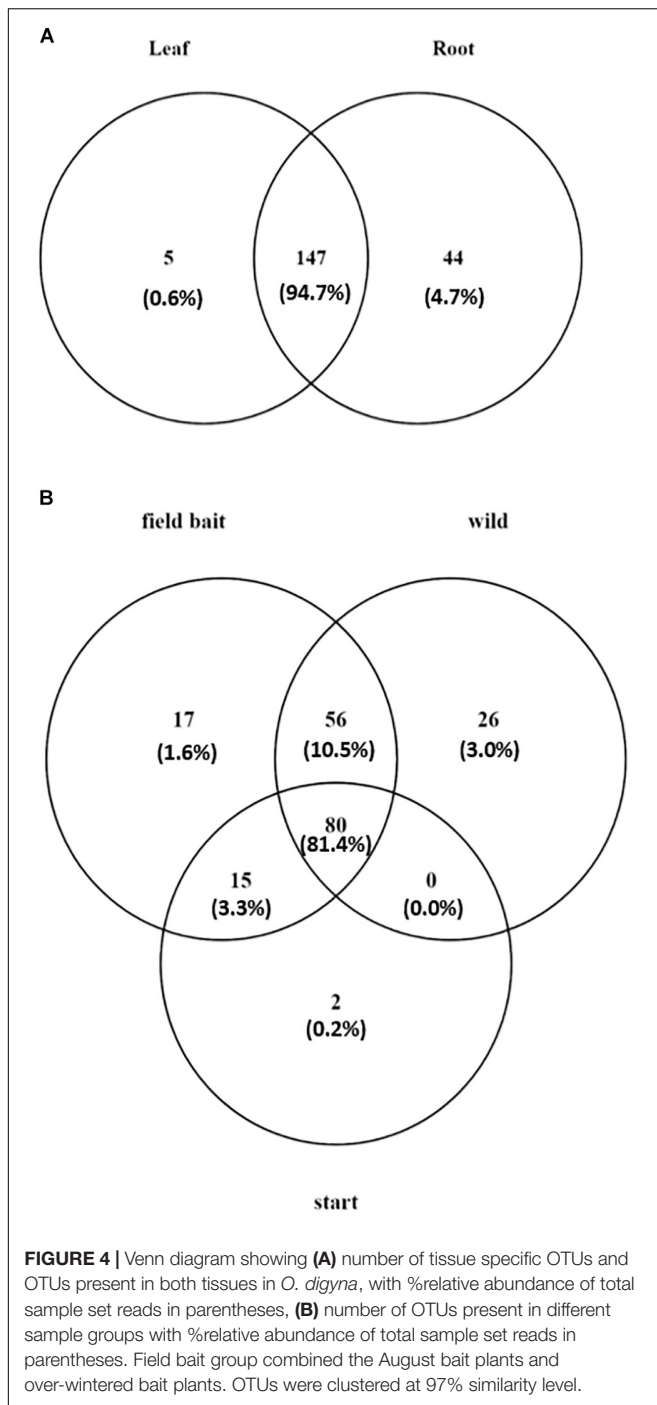 A
Leaf Root
5 147 44
(0.6%) (94.7%) (4.7%)
B
field bait wild
17 56 26
(1.6%) (10.5%) (3.0%)
80
(81.4%)
15 0
(3.3%) (0.0%)
2
(0.2%)
start
FIGURE 4 | Venn diagram showing (A) number of tissue specific OTUs and
OTUs present in both tissues in O. digyna, with %relative abundance of total
sample set reads in parentheses, (B) number of OTUs present in different
sample groups with %relative abundance of total sample set reads in
parentheses. Field bait group combined the August bait plants and
over-wintered bait plants. OTUs were clustered at 97% similarity level.